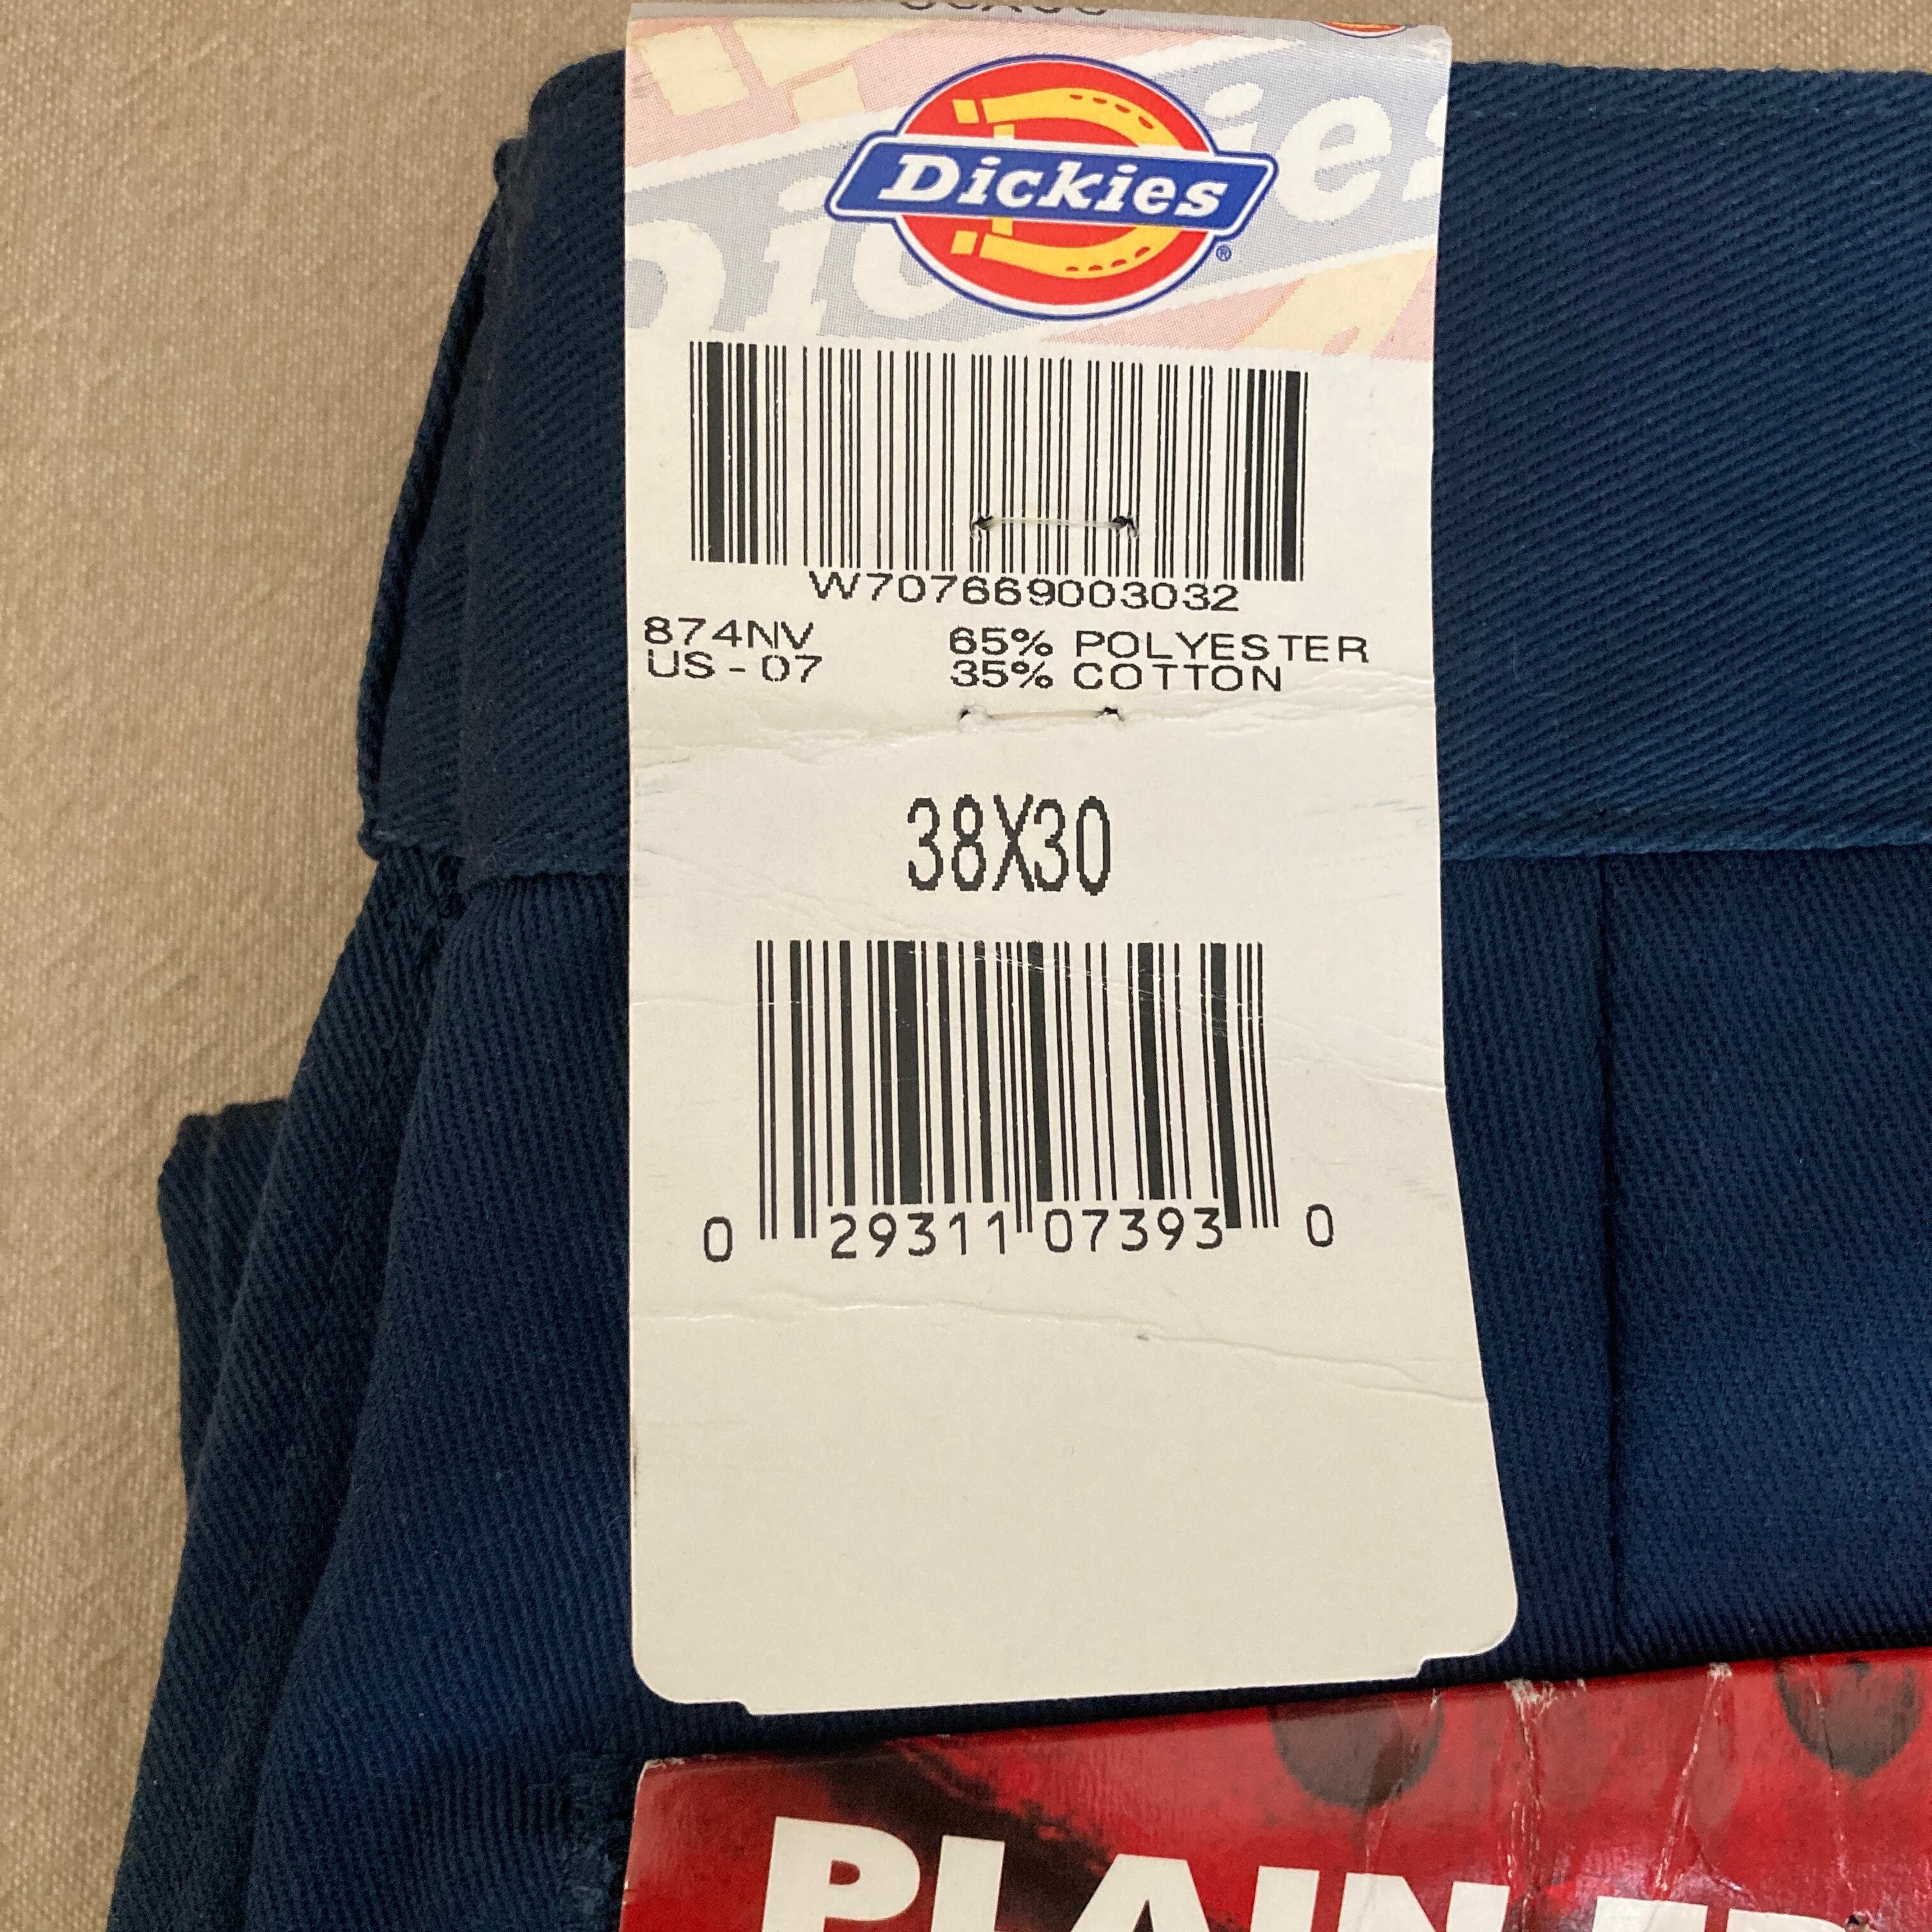 Dickies
®
W707669003032
874NV
US-07
65% POLYESTER
35% COTTON
38X30
0 29311 07393 0
PLAIN